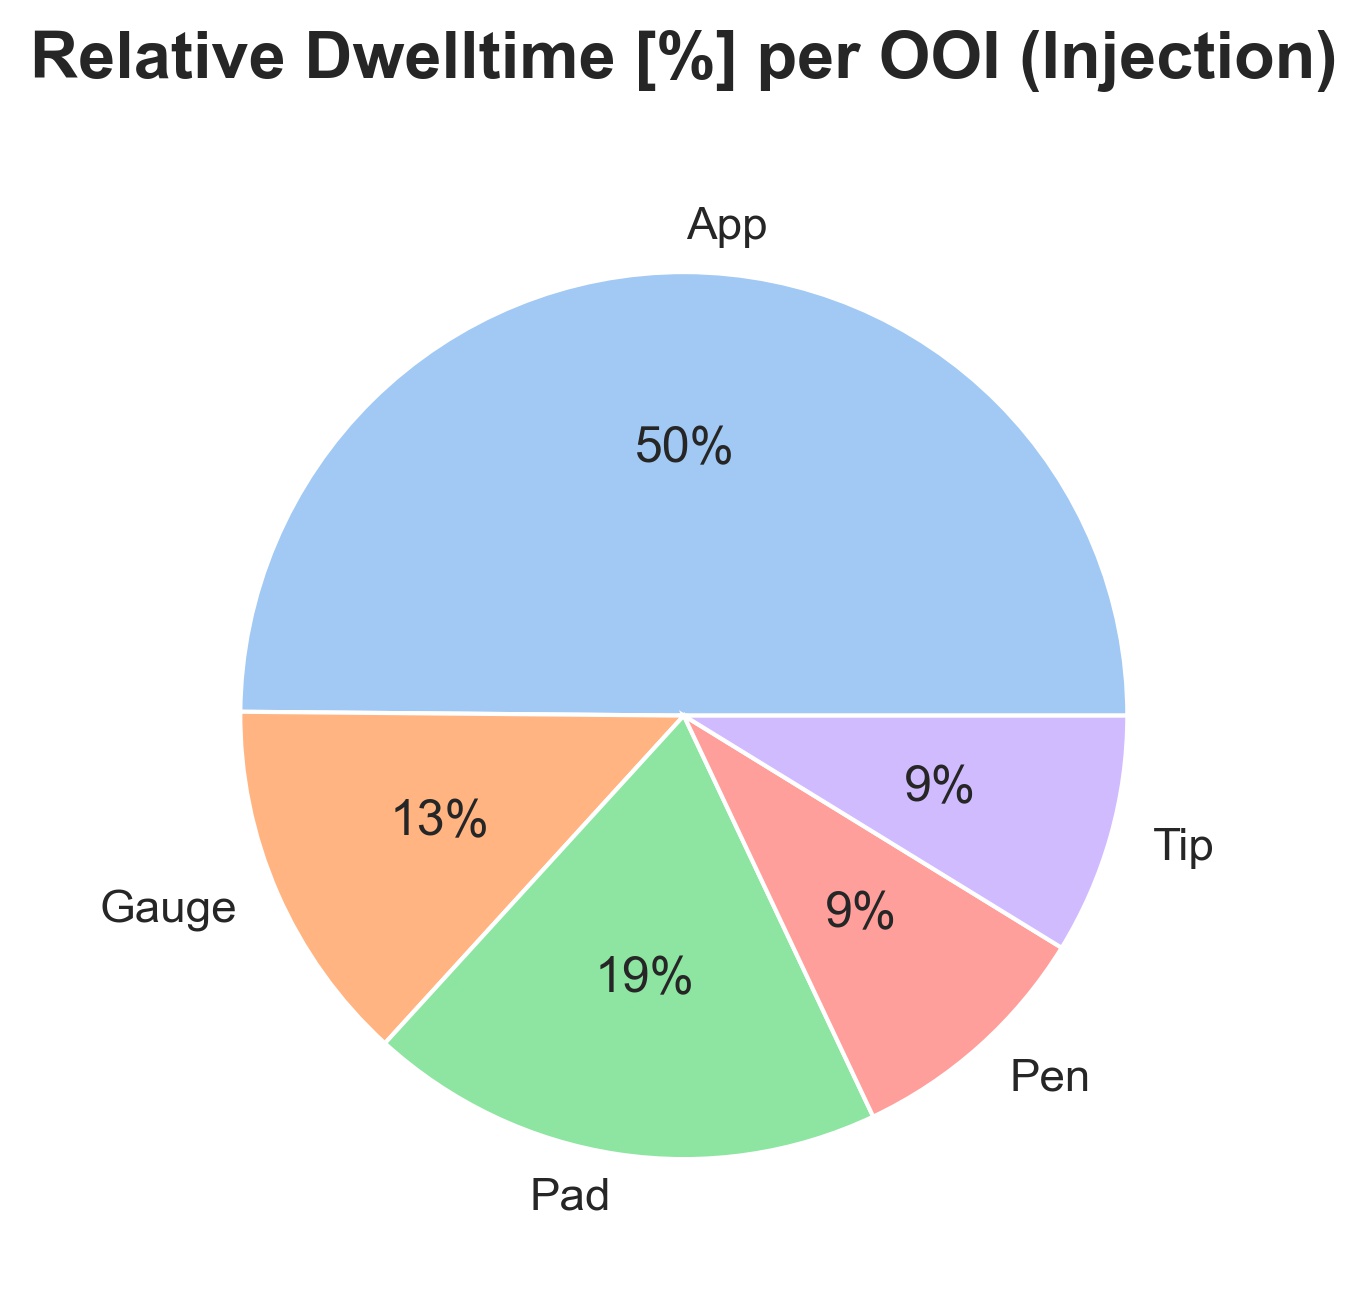 Relative Dwelltime [%] per OOI (Injection)
App
50%
13%
Gauge
19%
Pad
9%
Pen
9%
Tip